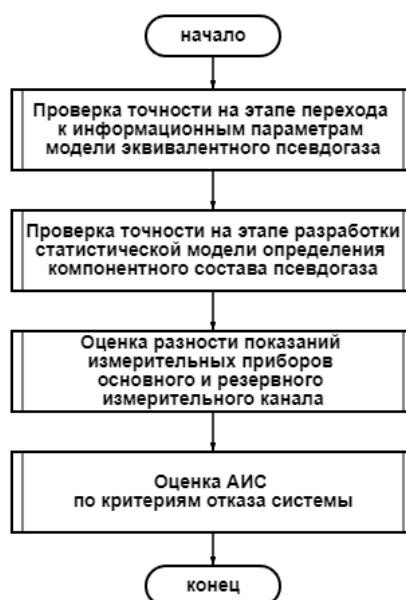 начало
Проверка точности на этапе перехода
к информационным параметрам
модели эквивалентного псевдогаза
Проверка точности на этапе разработки
статистической модели определения
компонентного состава псевдогаза
Оценка разности показаний
измерительных приборов
основного и резервного
измерительного канала
Оценка АИС
по критериям отказа системы
конец